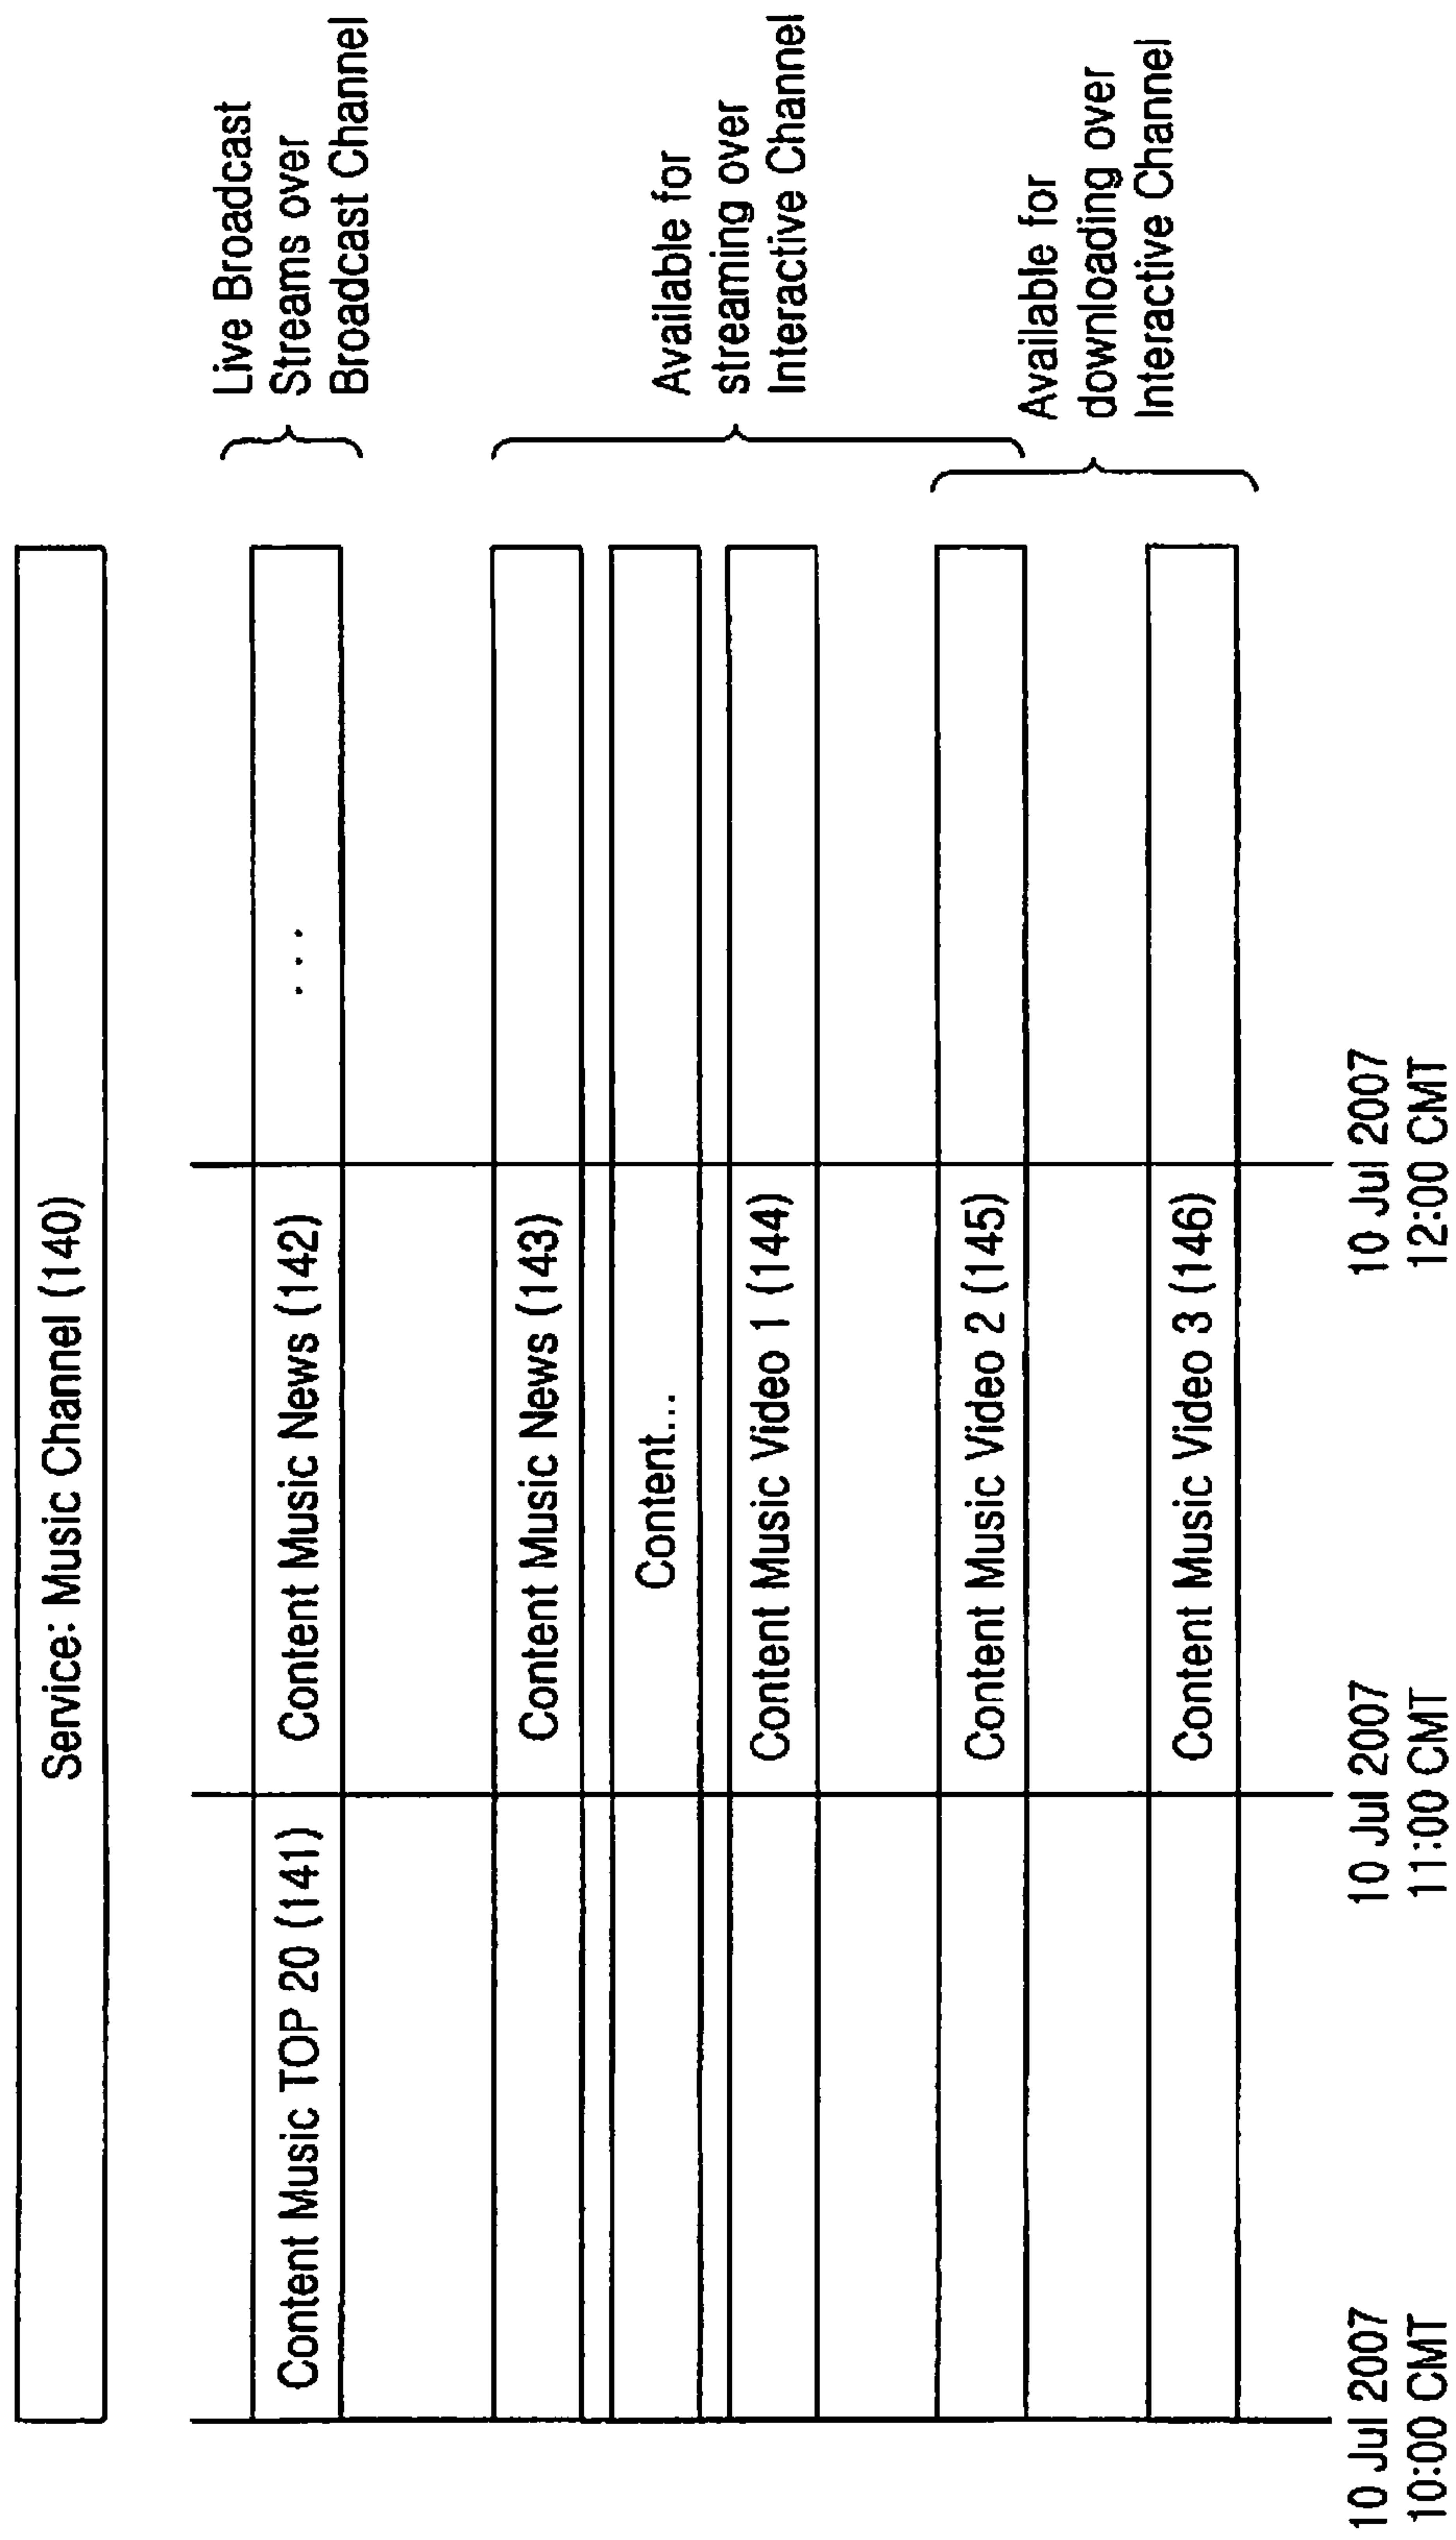 Service: Music Channel (140)
Content Music TOP 20 (141)
Content Music News (142)
. . .
Live Broadcast
Streams over
Broadcast Channel
Content Music News (143)
Content...
Content Music Video 1 (144)
Available for
streaming over
Interactive Channel
Content Music Video 2 (145)
Content Music Video 3 (146)
Available for
downloading over
Interactive Channel
10 Jul 2007
10:00 CMT
10 Jul 2007
11:00 CMT
10 Jul 2007
12:00 CMT